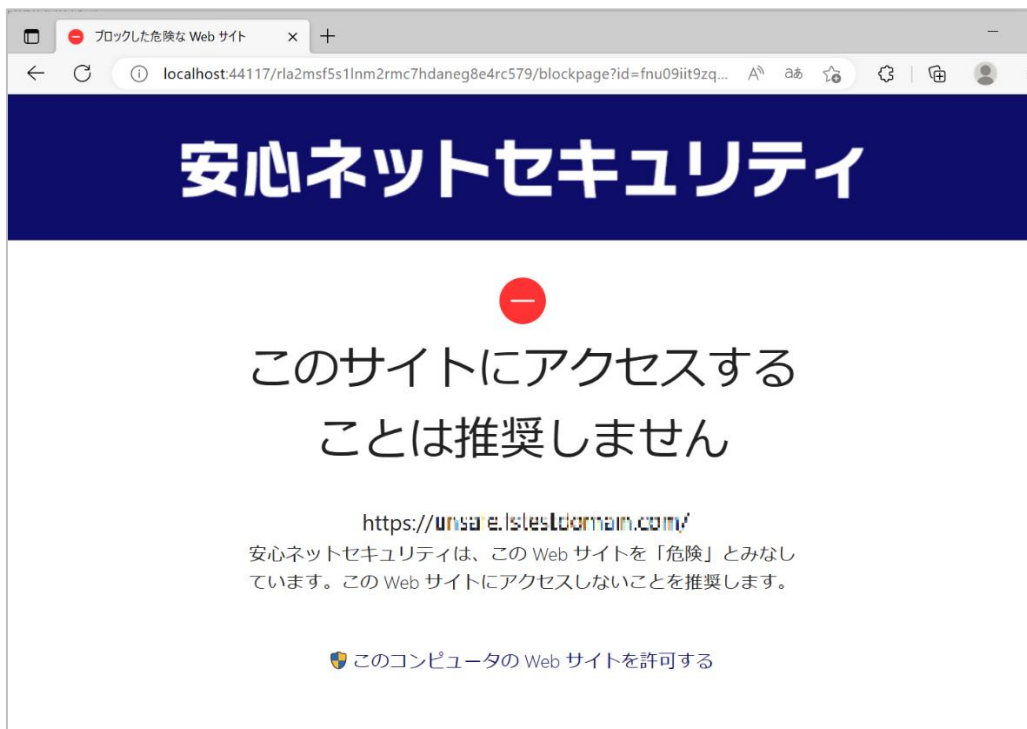 ブロックした危険な Web サイト
localhost:44117/rla2msf5s1lnm2rmc7hdaneg8e4rc579/blockpage?id=fnu09iit9zq...
安心ネットセキュリティ
このサイトにアクセスする
ことは推奨しません
https://
安心ネットセキュリティは、この Web サイトを「危険」とみなし
ています。この Web サイトにアクセスしないことを推奨します。
このコンピュータの Web サイトを許可する